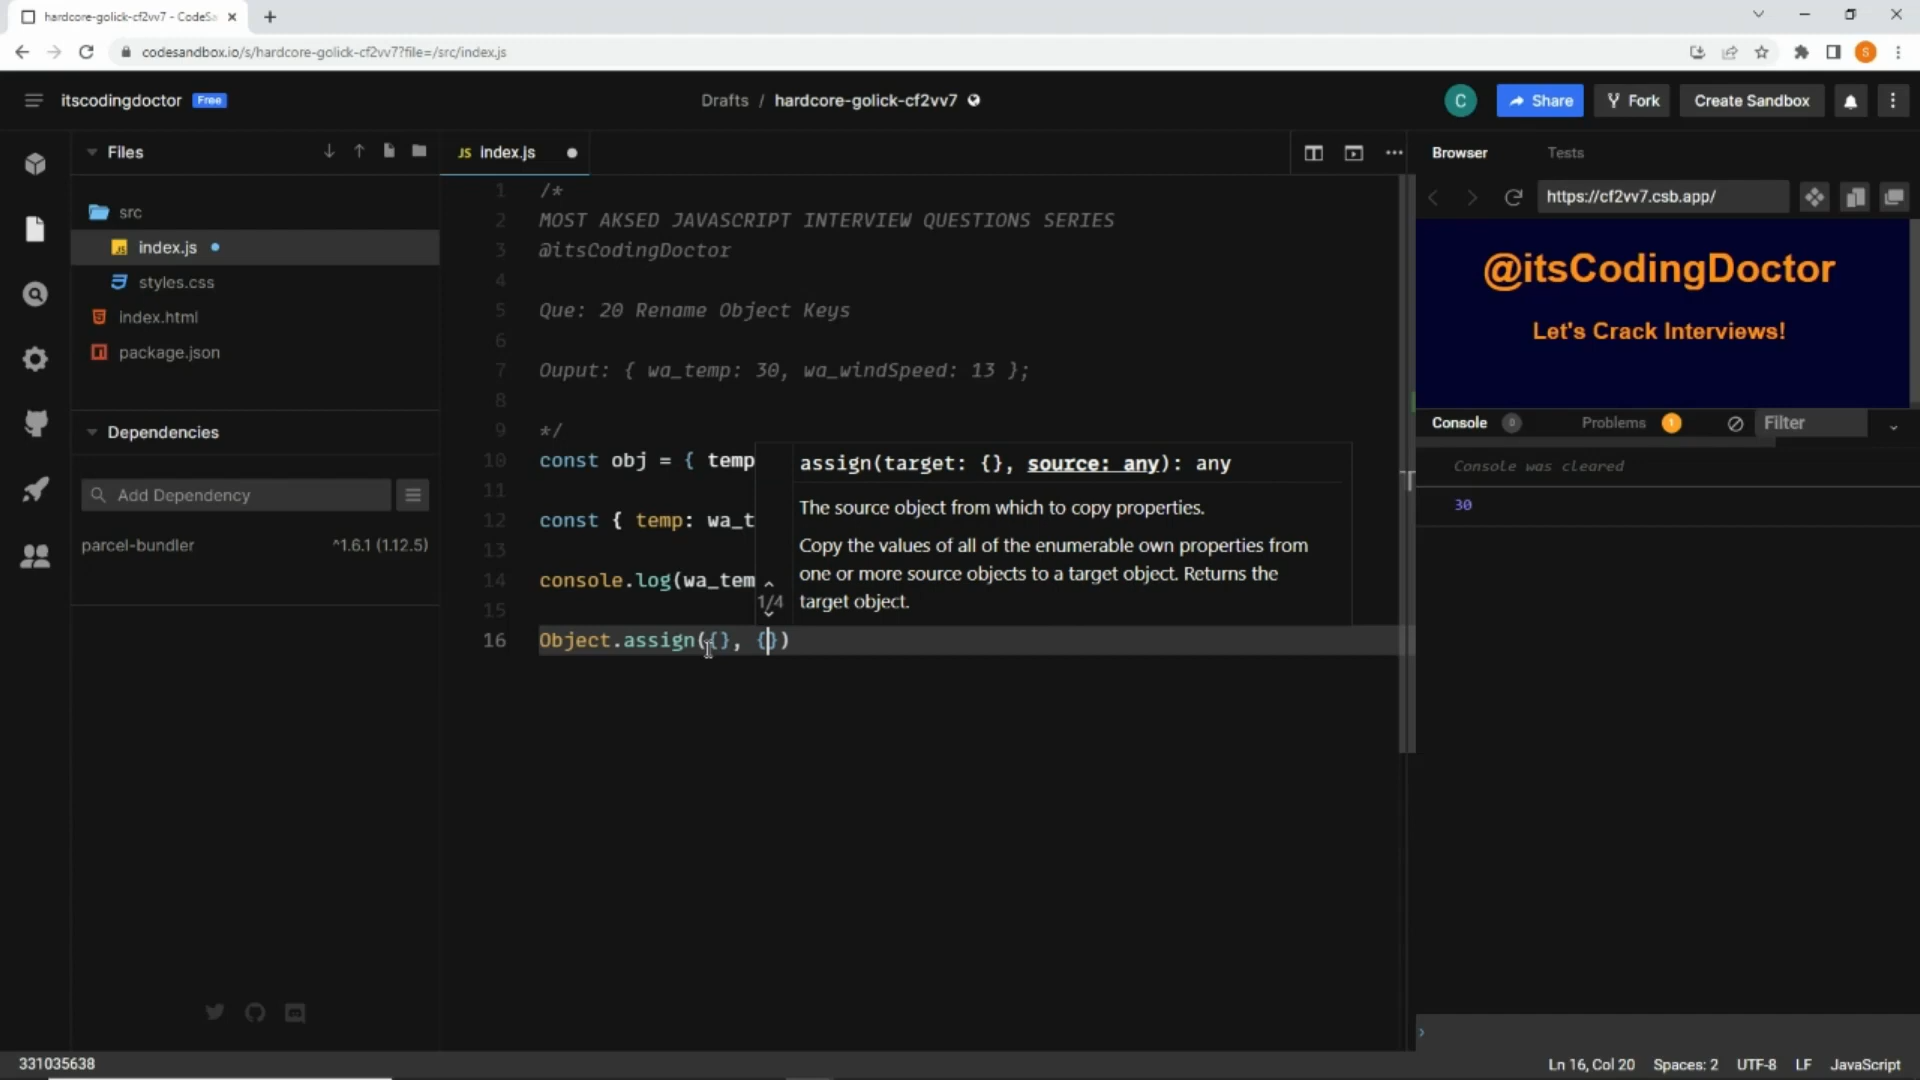 hardcore-golick-cf2vv7 - CodeSa
codesandbox.io/s/hardcore-golick-cf2vv7?file=/src/index.js
S
itscodingdoctor Free
Drafts / hardcore-golick-cf2vv7
C
Share
Fork
Create Sandbox
Files
src
JS index.js
styles.css
index.html
package.json
Dependencies
Add Dependency
parcel-bundler ^1.6.1 (1.12.5)
JS index.js
1 /*
2 MOST AKSED JAVASCRIPT INTERVIEW QUESTIONS SERIES
3 @itsCodingDoctor
4
5 Que: 20 Rename Object Keys
6
7 Ouput: { wa_temp: 30, wa_windSpeed: 13 };
8
9 */
10 const obj = { temp
11
12 const { temp: wa_t
13
14 console.log(wa_tem
15
16 Object.assign({}, {})
assign(target: {}, source: any): any
The source object from which to copy properties.
Copy the values of all of the enumerable own properties from
one or more source objects to a target object. Returns the
target object.
1/4
Browser Tests
https://cf2vv7.csb.app/
@itsCodingDoctor
Let's Crack Interviews!
Console 0 Problems 1 Filter
Console was cleared
30
331035638
Ln 16, Col 20 Spaces: 2 UTF-8 LF JavaScript